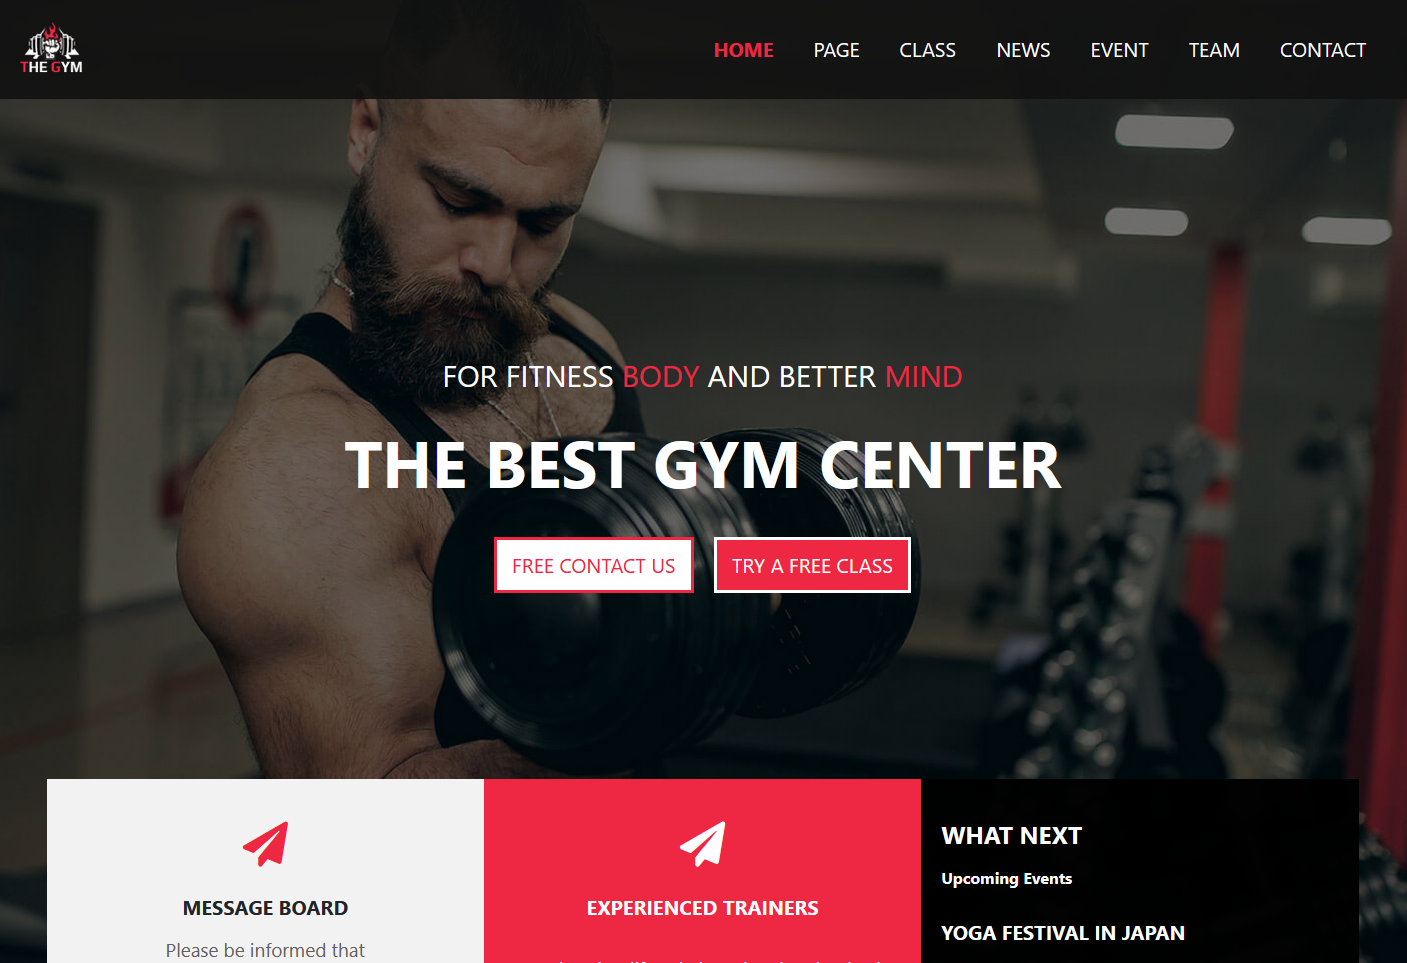 THE GYM
HOME PAGE CLASS NEWS EVENT TEAM CONTACT
FOR FITNESS BODY AND BETTER MIND
THE BEST GYM CENTER
FREE CONTACT US TRY A FREE CLASS
MESSAGE BOARD
Please be informed that
EXPERIENCED TRAINERS
WHAT NEXT
Upcoming Events
YOGA FESTIVAL IN JAPAN